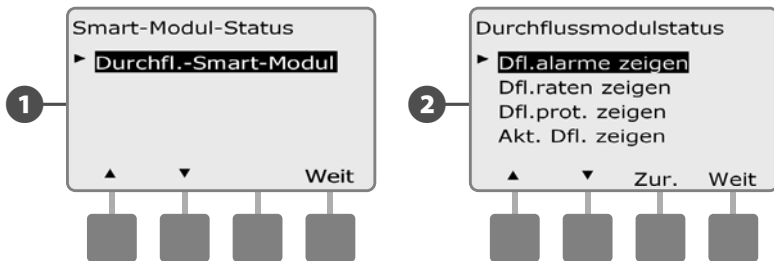 1
Smart-Modul-Status
► Durchfl.-Smart-Modul
▲ ▼ Weit
2
Durchflussmodulstatus
► Dfl.alarme zeigen
Dfl.raten zeigen
Dfl.prot. zeigen
Akt. Dfl. zeigen
▲ ▼ Zur. Weit